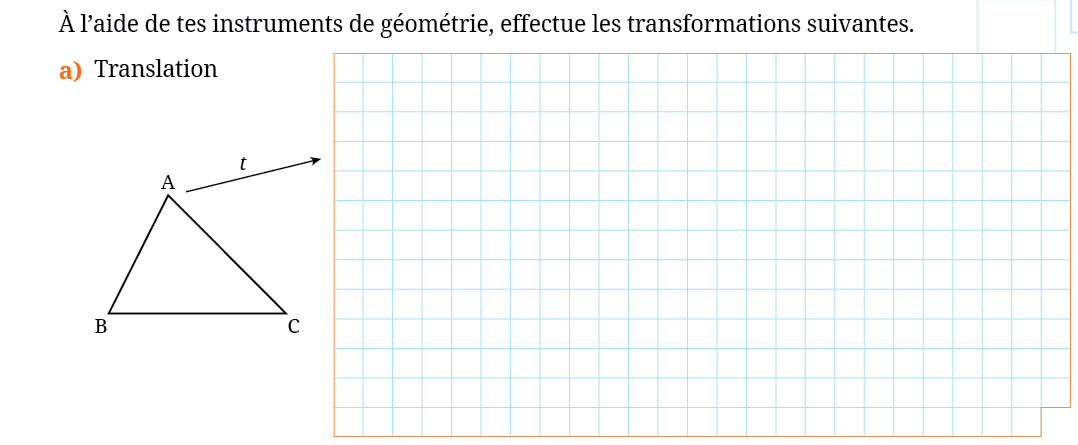 À l’aide de tes instruments de géométrie, effectue les transformations suivantes.
a) Translation
t
A
B
C